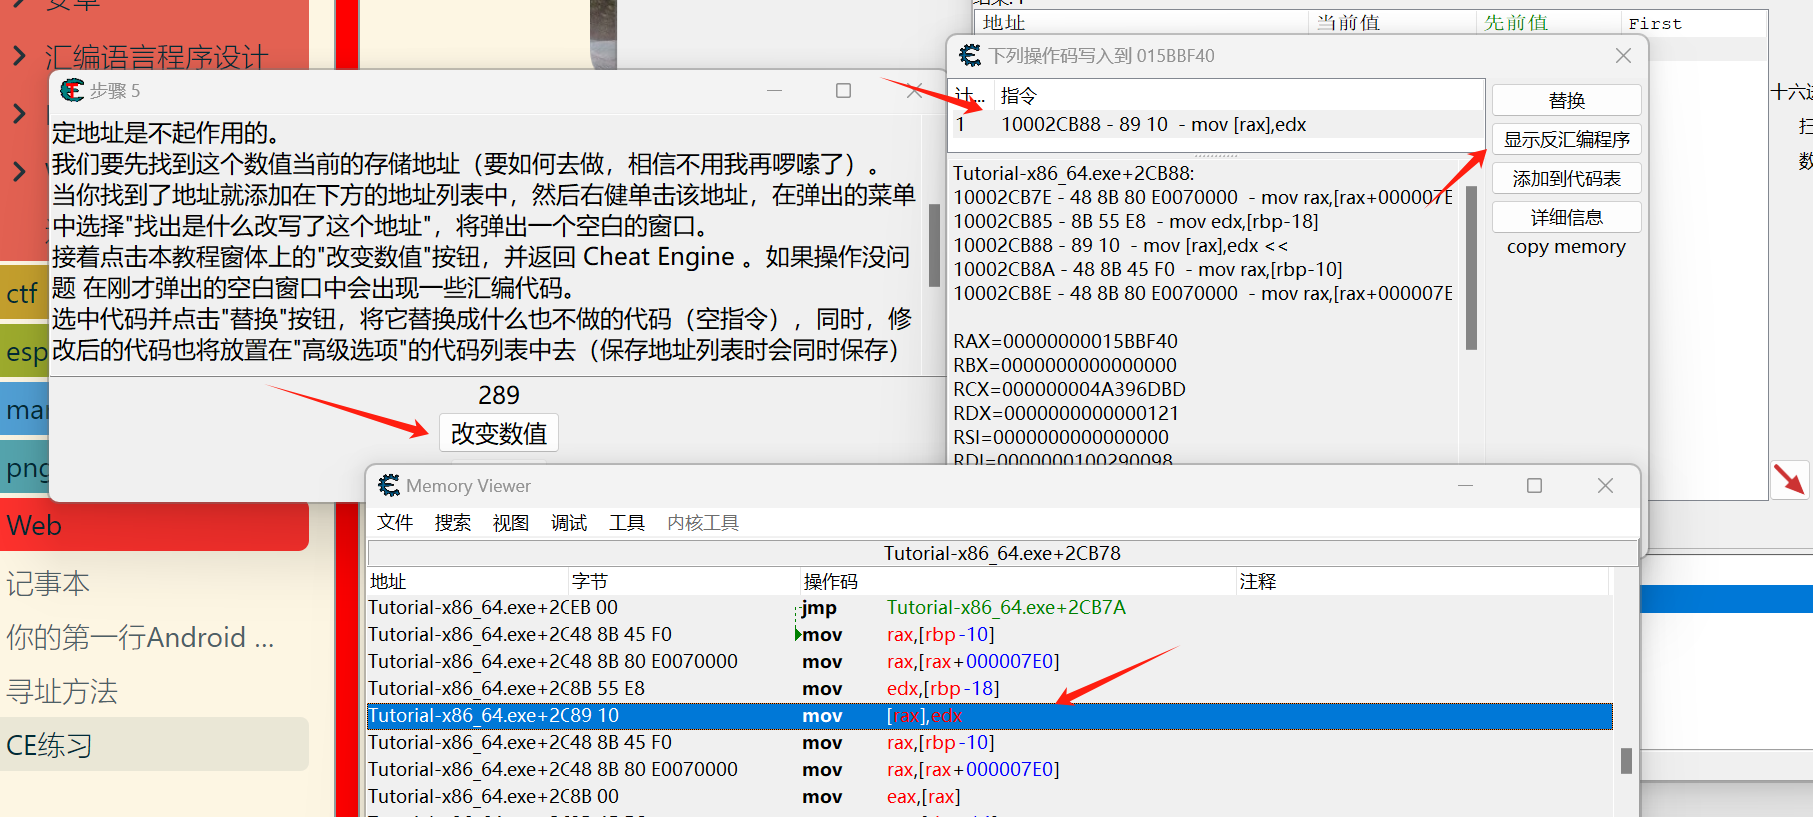 安卓
汇编语言程序设计
ctf
esp
mar
png
Web
记事本
你的第一行Android ...
寻址方法
CE练习
步骤 5
定地址是不起作用的。
我们要先找到这个数值当前的存储地址（要如何去做，相信不用我再啰嗦了）。
当你找到了地址就添加在下方的地址列表中，然后右健单击该地址，在弹出的菜单
中选择"找出是什么改写了这个地址"，将弹出一个空白的窗口。
接着点击本教程窗体上的"改变数值"按钮，并返回 Cheat Engine 。如果操作没问
题 在刚才弹出的空白窗口中会出现一些汇编代码。
选中代码并点击"替换"按钮，将它替换成什么也不做的代码（空指令），同时，修
改后的代码也将放置在"高级选项"的代码列表中去（保存地址列表时会同时保存）
289
改变数值
地址 当前值 先前值 First
十六进
扫
数
下列操作码写入到 015BBF40
计... 指令
1 10002CB88 - 89 10 - mov [rax],edx
替换
显示反汇编程序
添加到代码表
详细信息
copy memory
Tutorial-x86_64.exe+2CB88:
10002CB7E - 48 8B 80 E0070000 - mov rax,[rax+000007E
10002CB85 - 8B 55 E8 - mov edx,[rbp-18]
10002CB88 - 89 10 - mov [rax],edx <<
10002CB8A - 48 8B 45 F0 - mov rax,[rbp-10]
10002CB8E - 48 8B 80 E0070000 - mov rax,[rax+000007E
RAX=00000000015BBF40
RBX=0000000000000000
RCX=000000004A396DBD
RDX=0000000000000121
RSI=0000000000000000
RDI=0000000100290098
Memory Viewer
文件 搜索 视图 调试 工具 内核工具
Tutorial-x86_64.exe+2CB78
地址 字节 操作码 注释
Tutorial-x86_64.exe+2CEB 00 jmp Tutorial-x86_64.exe+2CB7A
Tutorial-x86_64.exe+2C48 8B 45 F0 mov rax,[rbp-10]
Tutorial-x86_64.exe+2C48 8B 80 E0070000 mov rax,[rax+000007E0]
Tutorial-x86_64.exe+2C8B 55 E8 mov edx,[rbp-18]
Tutorial-x86_64.exe+2C89 10 mov [rax],edx
Tutorial-x86_64.exe+2C48 8B 45 F0 mov rax,[rbp-10]
Tutorial-x86_64.exe+2C48 8B 80 E0070000 mov rax,[rax+000007E0]
Tutorial-x86_64.exe+2C8B 00 mov eax,[rax]